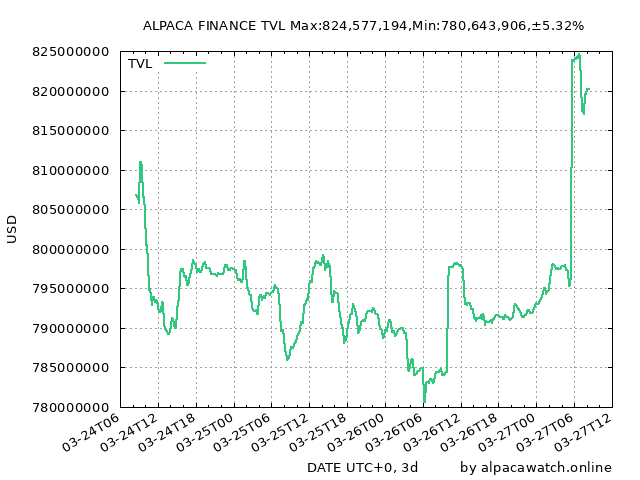 ALPACA FINANCE TVL Max:824,577,194,Min:780,643,906,±5.32%
TVL
825000000
820000000
815000000
810000000
805000000
800000000
795000000
790000000
785000000
780000000
USD
03-24T06
03-24T12
03-24T18
03-25T00
03-25T06
03-25T12
03-25T18
03-26T00
03-26T06
03-26T12
03-26T18
03-27T00
03-27T06
03-27T12
DATE UTC+0, 3d
by alpacawatch.online